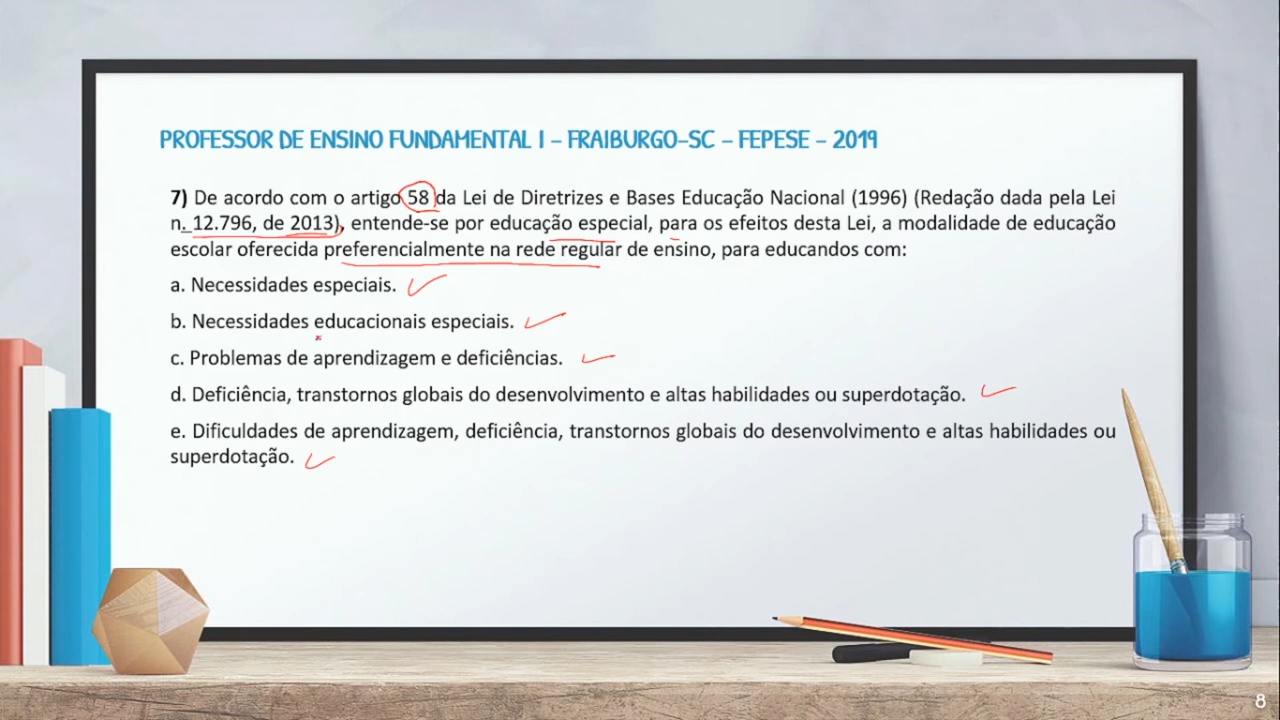 PROFESSOR DE ENSINO FUNDAMENTAL I – FRAIBURGO-SC – FEPESE – 2019
7) De acordo com o artigo 58 da Lei de Diretrizes e Bases Educação Nacional (1996) (Redação dada pela Lei
n. 12.796, de 2013), entende-se por educação especial, para os efeitos desta Lei, a modalidade de educação
escolar oferecida preferencialmente na rede regular de ensino, para educandos com:
a. Necessidades especiais.
b. Necessidades educacionais especiais.
c. Problemas de aprendizagem e deficiências.
d. Deficiência, transtornos globais do desenvolvimento e altas habilidades ou superdotação.
e. Dificuldades de aprendizagem, deficiência, transtornos globais do desenvolvimento e altas habilidades ou
superdotação.
8